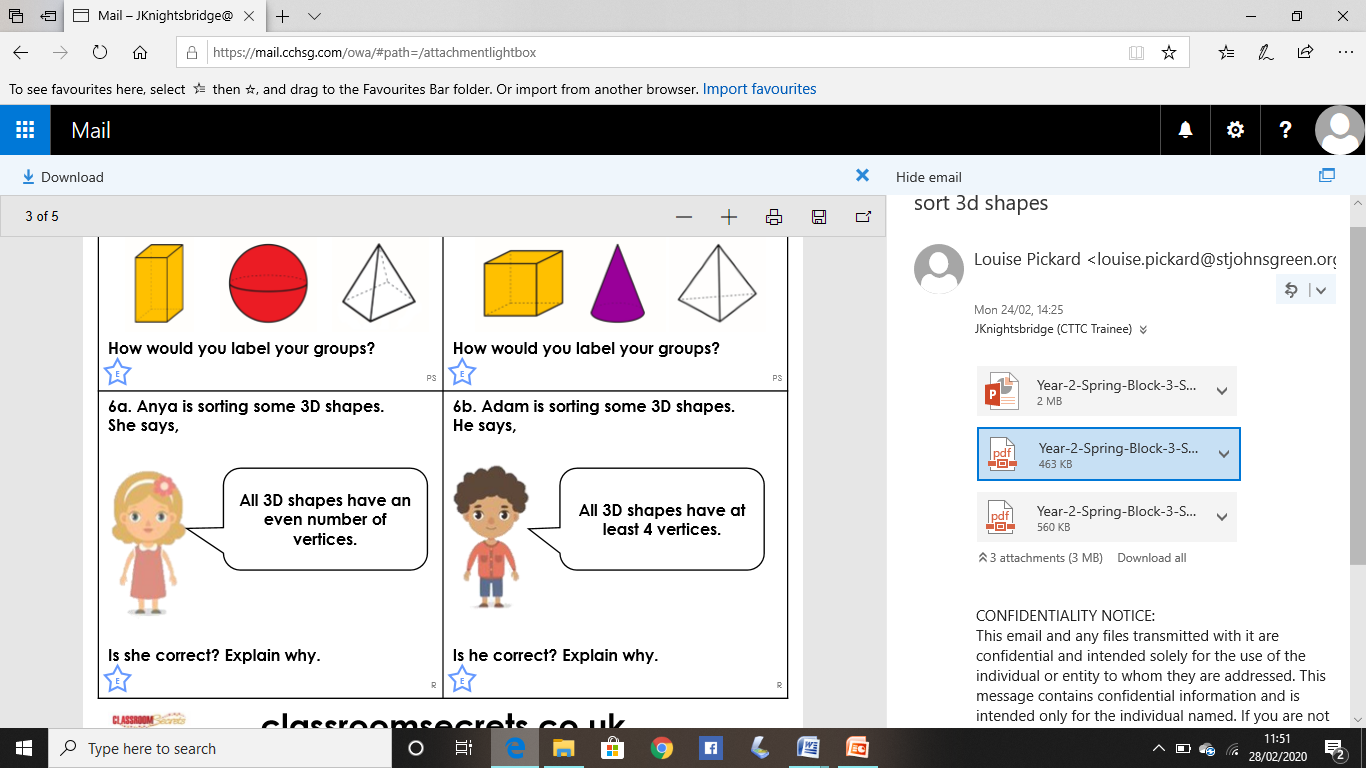 Mail – JKnightsbridge@
https://mail.cchsg.com/owa/#path=/attachmentlightbox
To see favourites here, select then , and drag to the Favourites Bar folder. Or import from another browser. Import favourites
Mail
?
Download
Hide email
3 of 5
sort 3d shapes
Louise Pickard <louise.pickard@stjohnsgreen.org
Mon 24/02, 14:25
JKnightsbridge (CTTC Trainee)
Year-2-Spring-Block-3-S...
2 MB
Year-2-Spring-Block-3-S...
463 KB
Year-2-Spring-Block-3-S...
560 KB
3 attachments (3 MB) Download all
CONFIDENTIALITY NOTICE:
This email and any files transmitted with it are
confidential and intended solely for the use of the
individual or entity to whom they are addressed. This
message contains confidential information and is
intended only for the individual named. If you are not
How would you label your groups?
E
PS
How would you label your groups?
E
PS
6a. Anya is sorting some 3D shapes.
She says,
All 3D shapes have an
even number of
vertices.
Is she correct? Explain why.
E
R
6b. Adam is sorting some 3D shapes.
He says,
All 3D shapes have at
least 4 vertices.
Is he correct? Explain why.
E
R
CLASSROOM Secrets
classroomsecrets.co.uk
Type here to search
11:51
28/02/2020
2